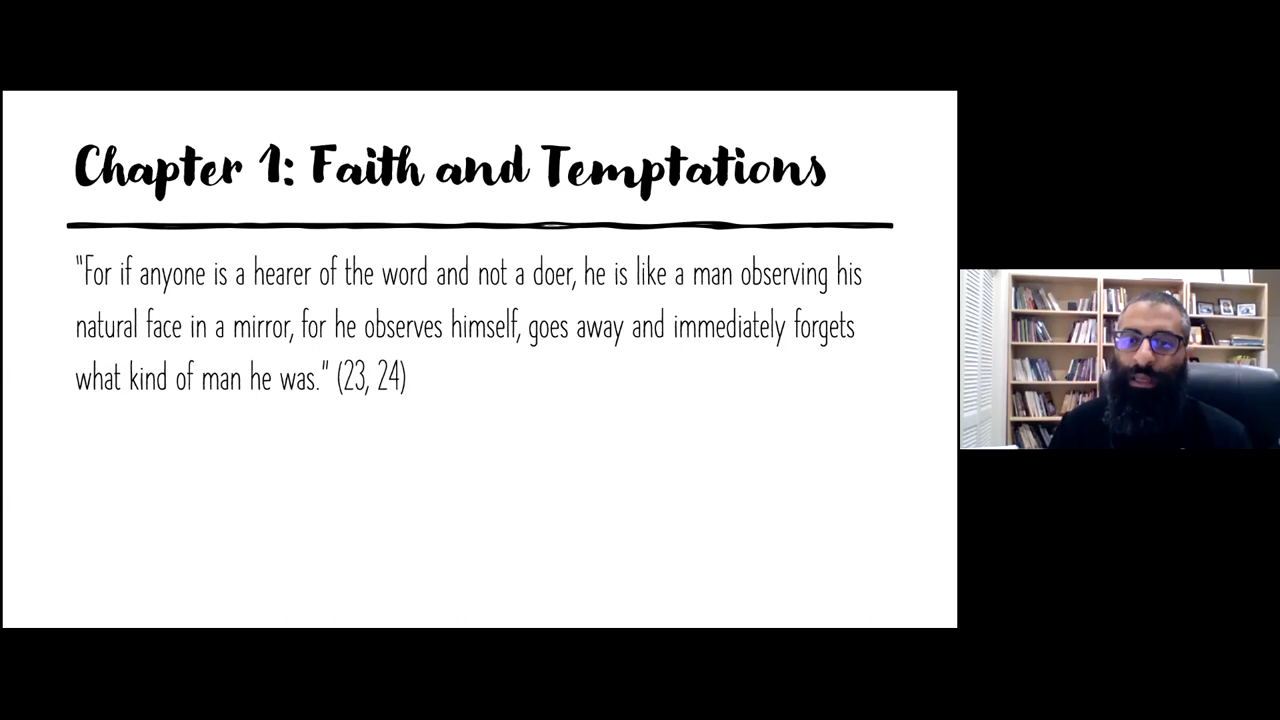 Chapter 1: Faith and Temptations
"For if anyone is a hearer of the word and not a doer, he is like a man observing his
natural face in a mirror, for he observes himself, goes away and immediately forgets
what kind of man he was." (23, 24)